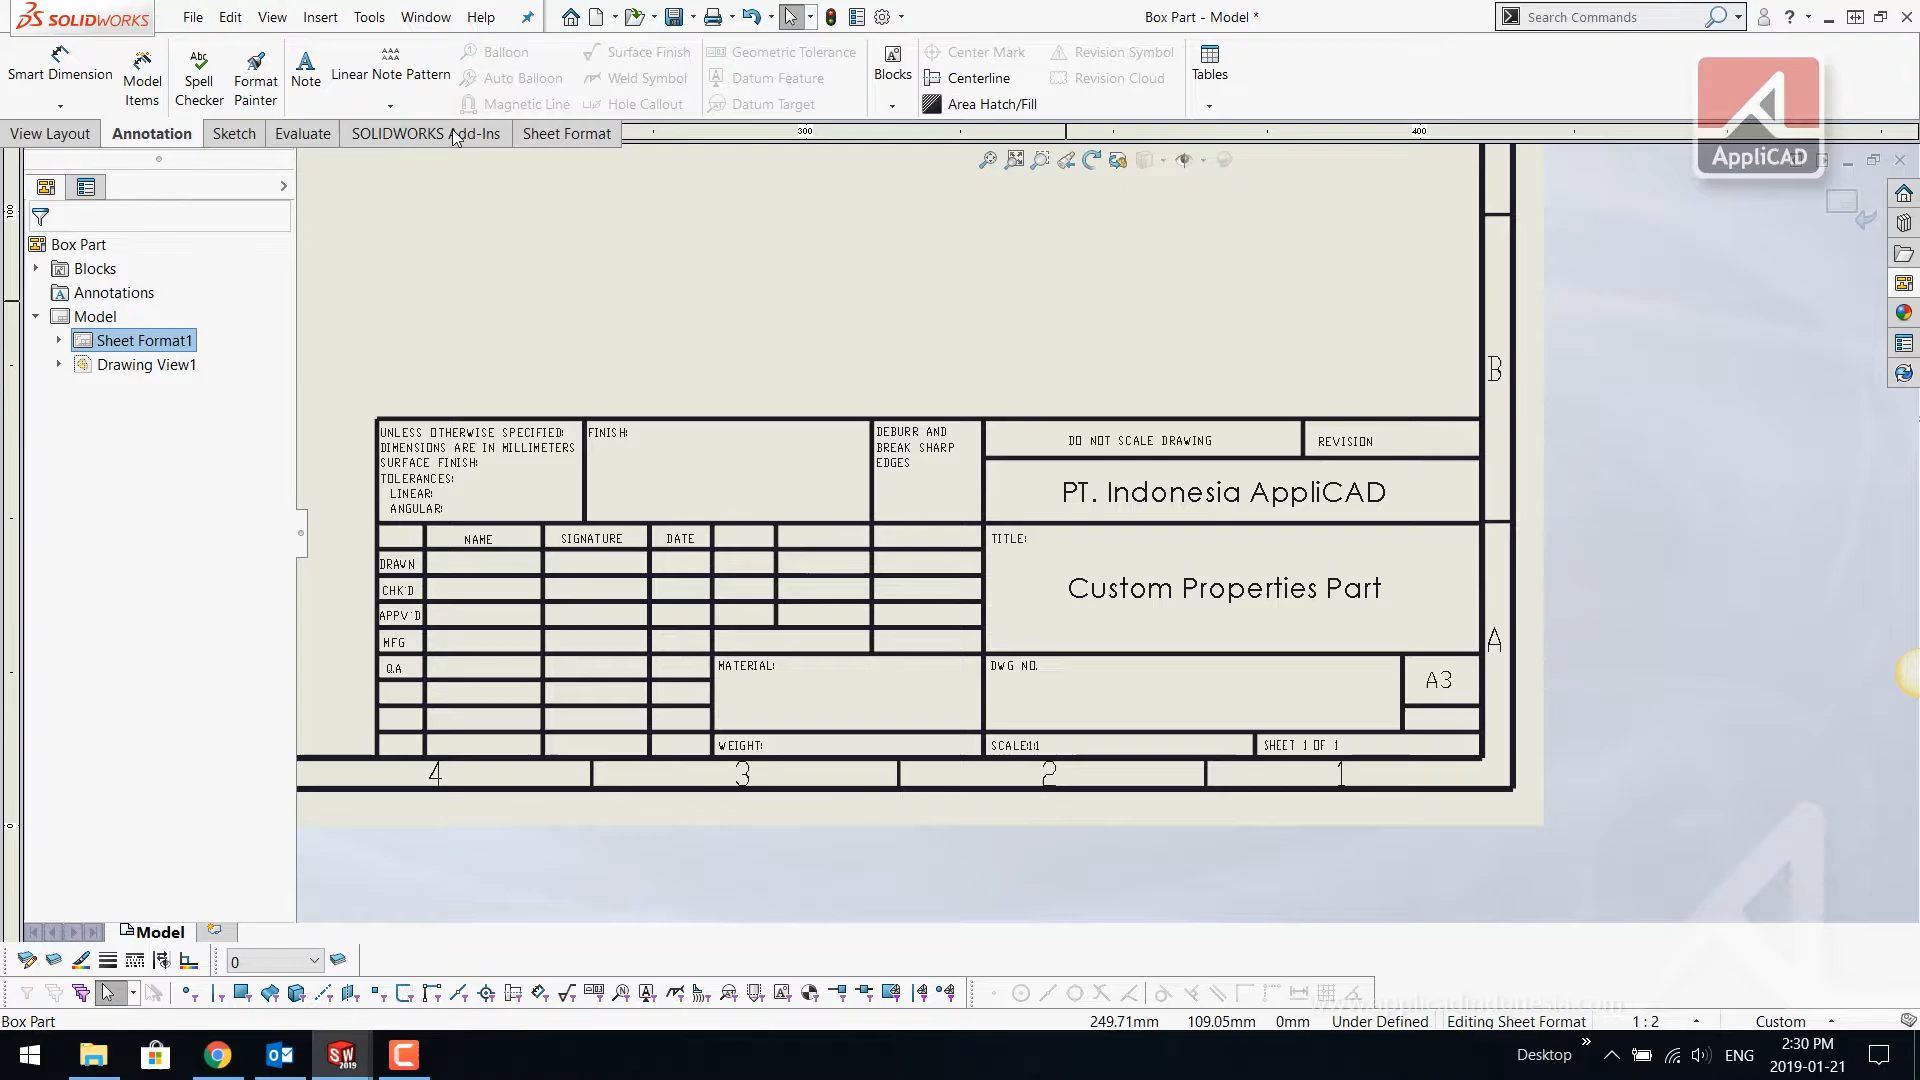 SOLIDWORKS
File Edit View Insert Tools Window Help
Box Part - Model *
Search Commands
Smart Dimension
Model Items
Spell Checker
Format Painter
Note
Linear Note Pattern
Balloon
Auto Balloon
Magnetic Line
Surface Finish
Weld Symbol
Hole Callout
Geometric Tolerance
Datum Feature
Datum Target
Blocks
Center Mark
Centerline
Area Hatch/Fill
Revision Symbol
Revision Cloud
Tables
AppliCAD
View Layout Annotation Sketch Evaluate SOLIDWORKS Add-Ins Sheet Format
300
400
100
0
Box Part
Blocks
Annotations
Model
Sheet Format1
Drawing View1
B
A
UNLESS OTHERWISE SPECIFIED:
DIMENSIONS ARE IN MILLIMETERS
SURFACE FINISH:
TOLERANCES:
LINEAR:
ANGULAR:
FINISH:
DEBURR AND
BREAK SHARP
EDGES
DO NOT SCALE DRAWING
REVISION
PT. Indonesia AppliCAD
NAME SIGNATURE DATE
DRAWN
CHK'D
APPV'D
MFG
Q.A
TITLE:
Custom Properties Part
MATERIAL:
DWG NO.
A3
WEIGHT:
SCALE:1:1
SHEET 1 OF 1
4 3 2 1
Model
0
www.applicadindonesia.com
Box Part
249.71mm 109.05mm 0mm Under Defined Editing Sheet Format 1 : 2 Custom
SW
2019
Desktop
ENG
2:30 PM
2019-01-21